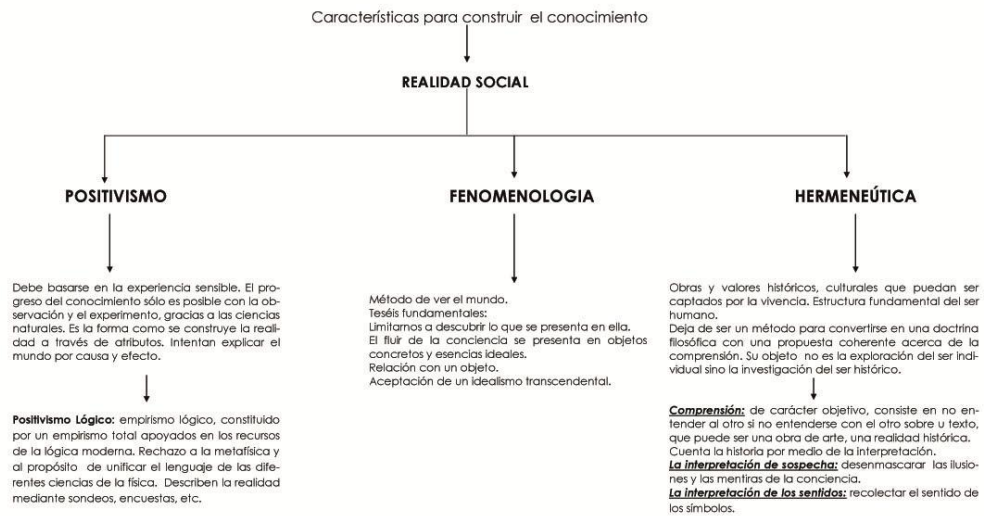 Características para construir el conocimiento
REALIDAD SOCIAL
POSITIVISMO
FENOMENOLOGIA
HERMENEÚTICA
Debe basarse en la experiencia sensible. El pro-
greso del conocimiento sólo es posible con la ob-
servación y el experimento, gracias a las ciencias
naturales. Es la forma como se construye la reali-
dad a través de atributos. Intentan explicar el
mundo por causa y efecto.
Positivismo Lógico: empirismo lógico, constituido
por un empirismo total apoyados en los recursos
de la lógica moderna. Rechazo a la metafísica y
al propósito de unificar el lenguaje de las dife-
rentes ciencias de la física. Describen la realidad
mediante sondeos, encuestas, etc.
Método de ver el mundo.
Teséis fundamentales:
Limitarnos a descubrir lo que se presenta en ella.
El fluir de la conciencia se presenta en objetos
concretos y esencias ideales.
Relación con un objeto.
Aceptación de un idealismo transcendental.
Obras y valores históricos, culturales que puedan ser
captados por la vivencia. Estructura fundamental del ser
humano.
Deja de ser un método para convertirse en una doctrina
filosófica con una propuesta coherente acerca de la
comprensión. Su objeto no es la exploración del ser indi-
vidual sino la investigación del ser histórico.
Comprensión: de carácter objetivo, consiste en no en-
tender al otro si no entenderse con el otro sobre u texto,
que puede ser una obra de arte, una realidad histórica.
Cuenta la historia por medio de la interpretación.
La interpretación de sospecha: desenmascarar las ilusio-
nes y las mentiras de la conciencia.
La interpretación de los sentidos: recolectar el sentido de
los símbolos.